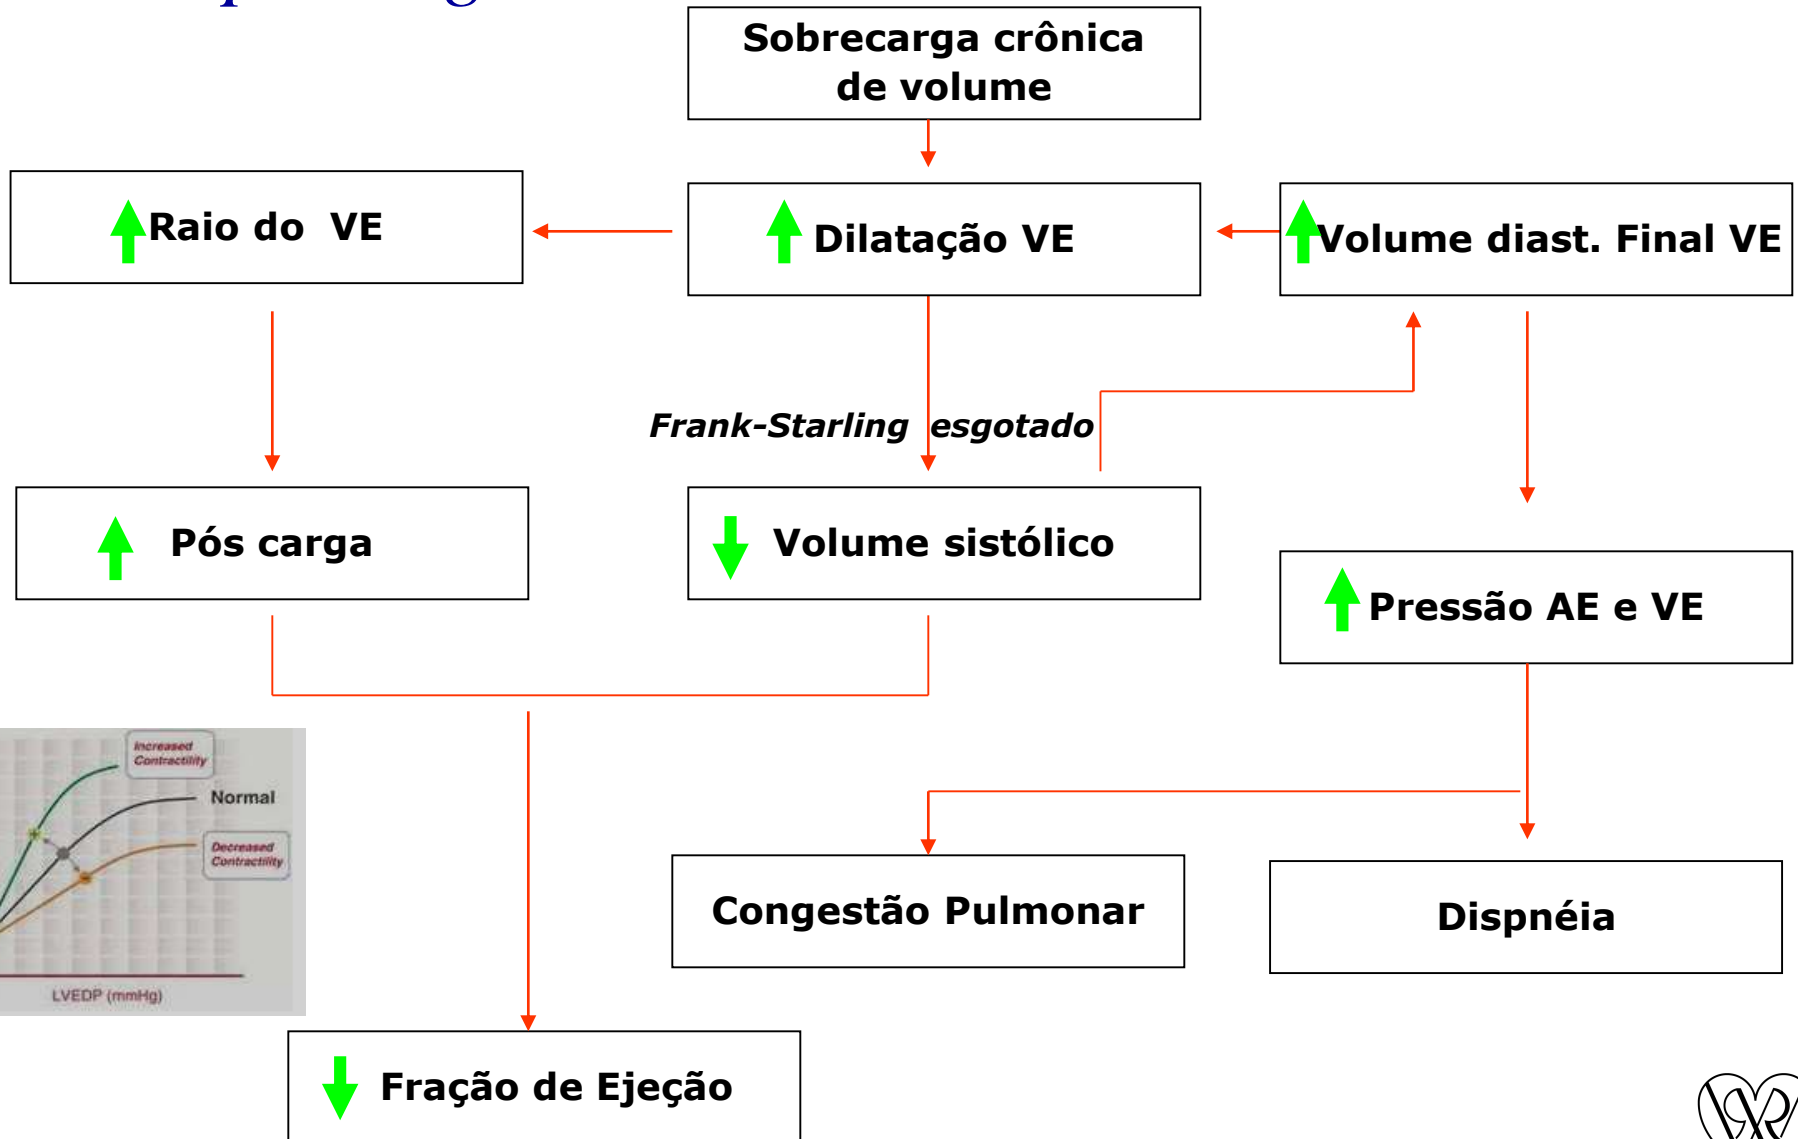 Sobrecarga crônica
de volume
Raio do VE
Dilatação VE
Volume diast. Final VE
Frank-Starling esgotado
Pós carga
Volume sistólico
Pressão AE e VE
Increased
Contractility
Normal
Decreased
Contractility
LVEDP (mmHg)
Congestão Pulmonar
Dispnéia
Fração de Ejeção